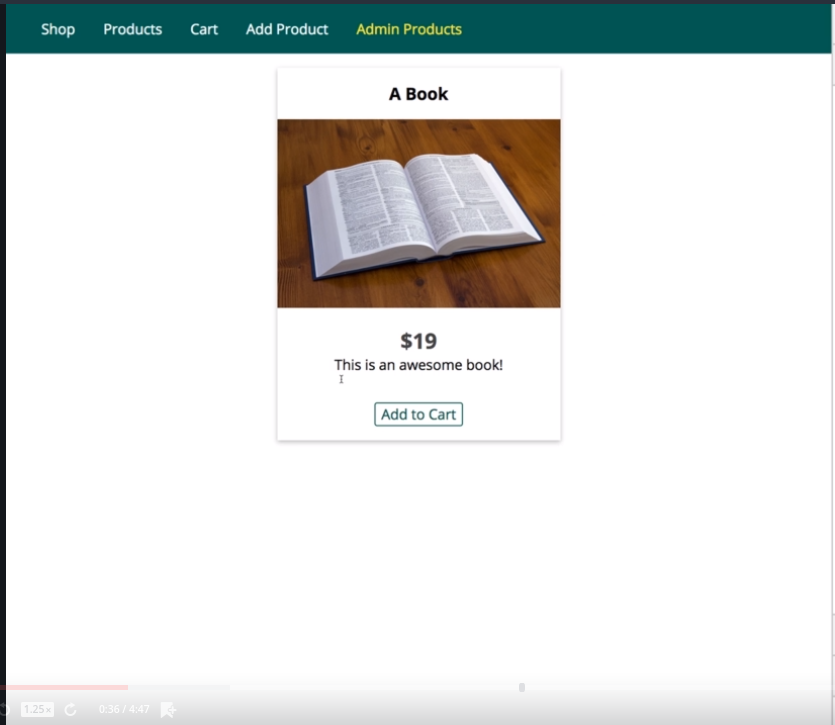 Shop Products Cart Add Product Admin Products
A Book
$19
This is an awesome book!
Add to Cart
1.25x 0:36 / 4:47